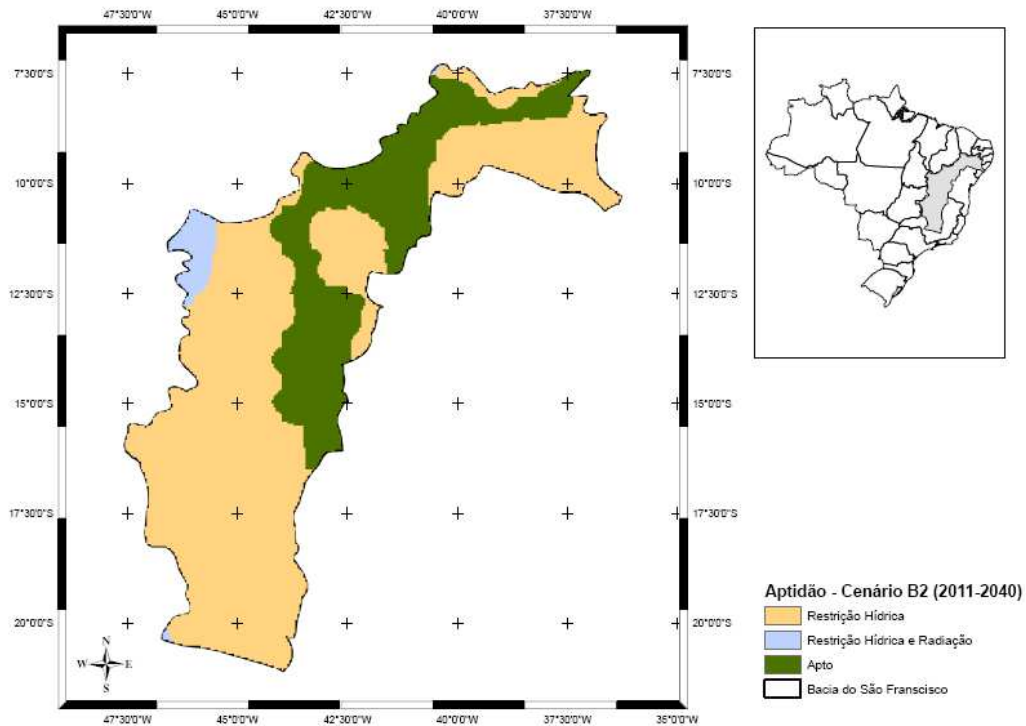 47°30'0"W 45°0'0"W 42°30'0"W 40°0'0"W 37°30'0"W
7°30'0"S 7°30'0"S
10°0'0"S 10°0'0"S
12°30'0"S 12°30'0"S
15°0'0"S 15°0'0"S
17°30'0"S 17°30'0"S
20°0'0"S 20°0'0"S
N
W E
S
47°30'0"W 45°0'0"W 42°30'0"W 40°0'0"W 37°30'0"W 35°0'0"W
Aptidão - Cenário B2 (2011-2040)
Restrição Hídrica
Restrição Hídrica e Radiação
Apto
Bacia do São Franscisco